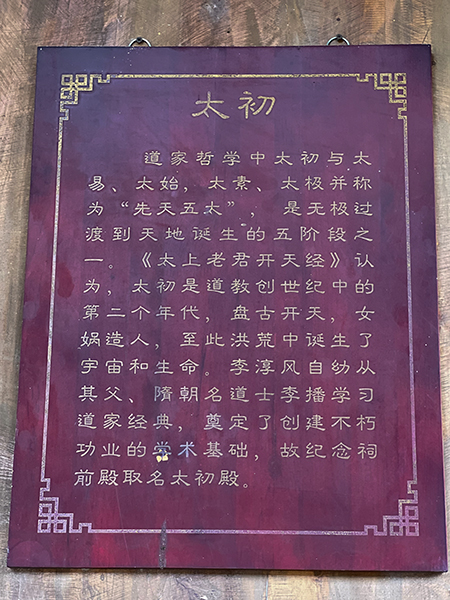 太初
道家哲学中太初与太
易、太始，太素、太极并称
为“先天五太”，是无极过
渡到天地诞生的五阶段之
一。《太上老君开天经》认
为，太初是道教创世纪中的
第二个年代，盘古开天，女
娲造人，至此洪荒中诞生了
宇宙和生命。李淳风自幼从
其父、隋朝名道士李播学习
道家经典，奠定了创建不朽
功业的学术基础，故纪念祠
前殿取名太初殿。